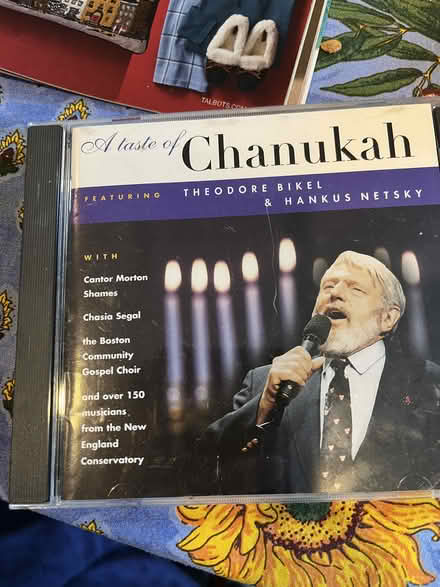 TALBOTS.COM
A taste of
Chanukah
FEATURING THEODORE BIKEL
& HANKUS NETSKY
WITH
Cantor Morton
Shames
Chasia Segal
the Boston
Community
Gospel Choir
and over 150
musicians
from the New
England
Conservatory